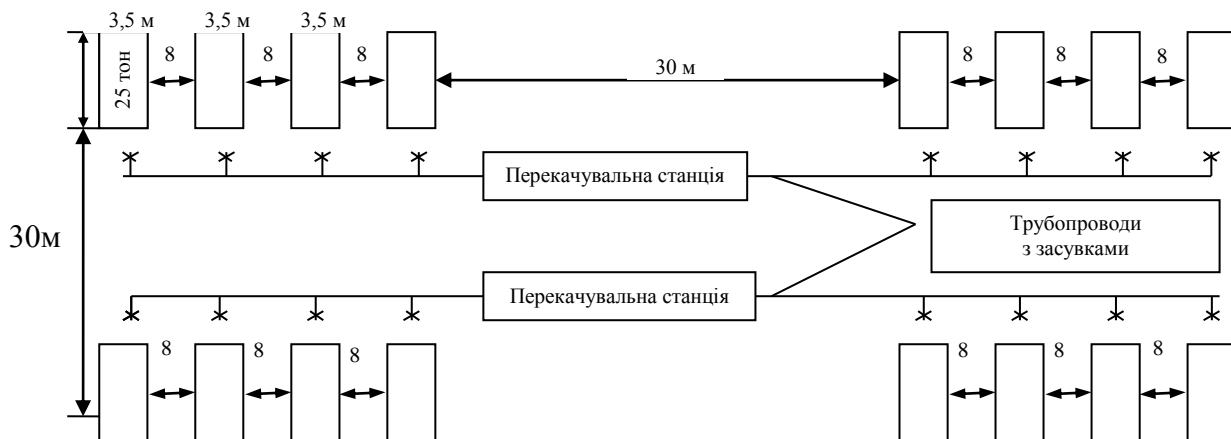 3,5 м 3,5 м 3,5 м
8 8 8 30 м 8 8 8
25 тон
Перекачувальна станція
Трубопроводи
з засувками
30м
Перекачувальна станція
8 8 8 8 8 8